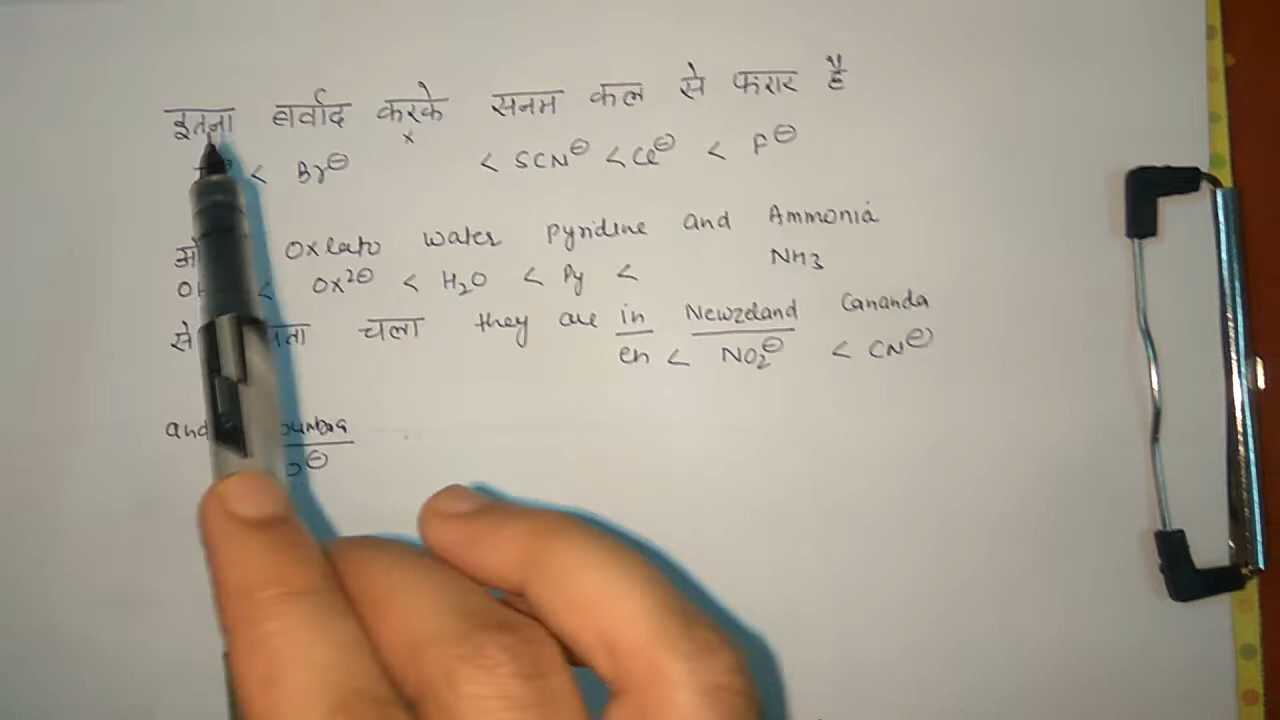 इतना बर्वाद करके सनम कल से फरार है
x
< Br⊖ < SCN⊖ < Cl⊖ < F⊖
Oxlato water pyridine and Ammonia
OH < Ox2⊖ < H2O < Py < NH3
से चला they are in Newzeland Cananda
en < NO2⊖ < CN⊖
and